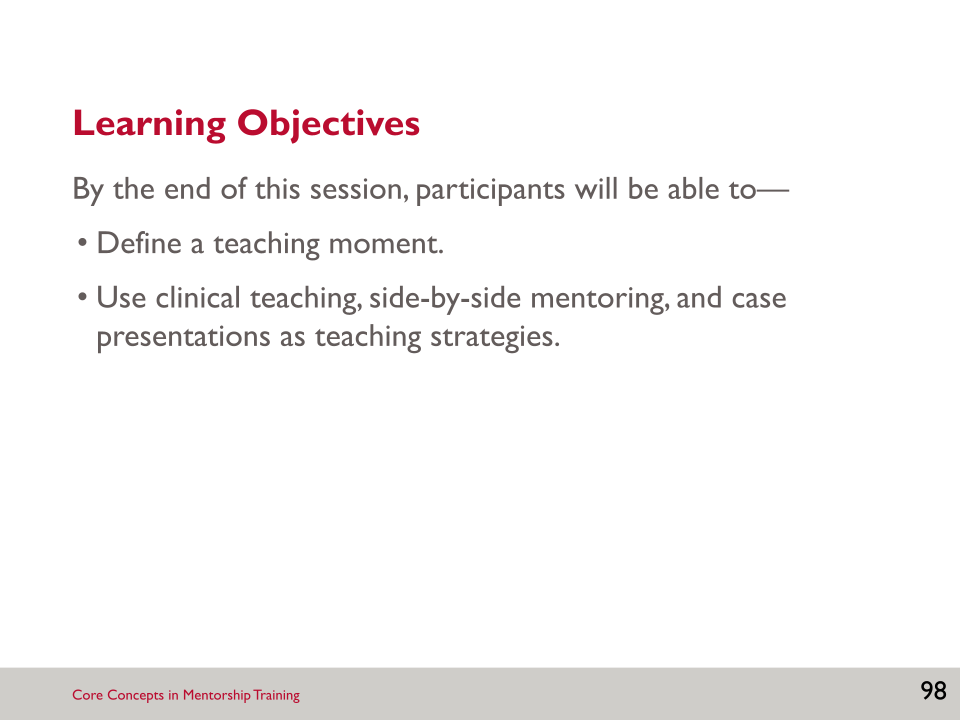 Learning Objectives
By the end of this session, participants will be able to—
• Define a teaching moment.
• Use clinical teaching, side-by-side mentoring, and case
presentations as teaching strategies.
Core Concepts in Mentorship Training
98